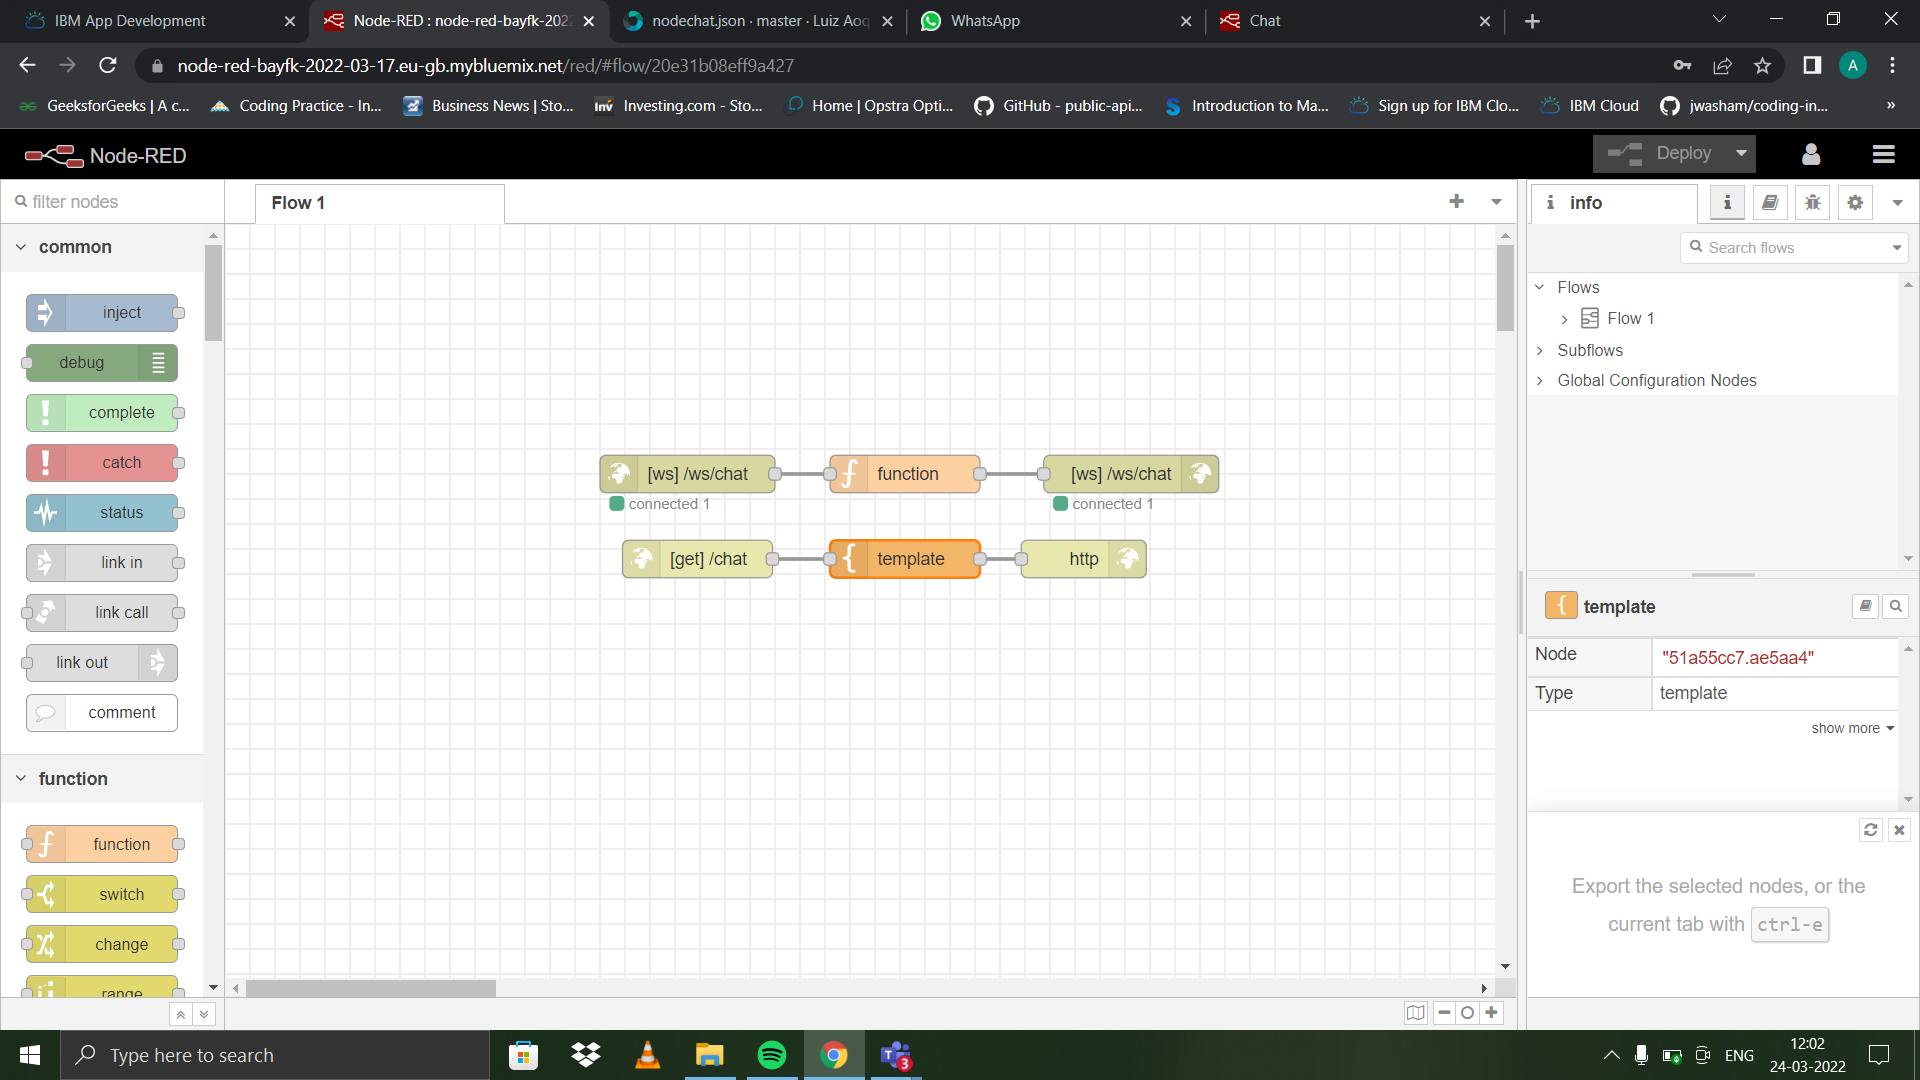 IBM App Development
Node-RED : node-red-bayfk-202
nodechat.json · master · Luiz Aoq
WhatsApp
Chat
node-red-bayfk-2022-03-17.eu-gb.mybluemix.net/red/#flow/20e31b08eff9a427
A
GeeksforGeeks | A c...
Coding Practice - In...
Business News | Sto...
inv
Investing.com - Sto...
Home | Opstra Opti...
GitHub - public-api...
Introduction to Ma...
Sign up for IBM Clo...
IBM Cloud
jwasham/coding-in...
»
Node-RED
Deploy
filter nodes
Flow 1
info
Search flows
common
inject
debug
complete
catch
status
link in
link call
link out
comment
function
function
switch
change
range
[ws] /ws/chat
function
[ws] /ws/chat
connected 1
connected 1
[get] /chat
template
http
Flows
Flow 1
Subflows
Global Configuration Nodes
template
Node
"51a55cc7.ae5aa4"
Type
template
show more
Export the selected nodes, or the
current tab with ctrl-e
Type here to search
3
ENG
12:02
24-03-2022